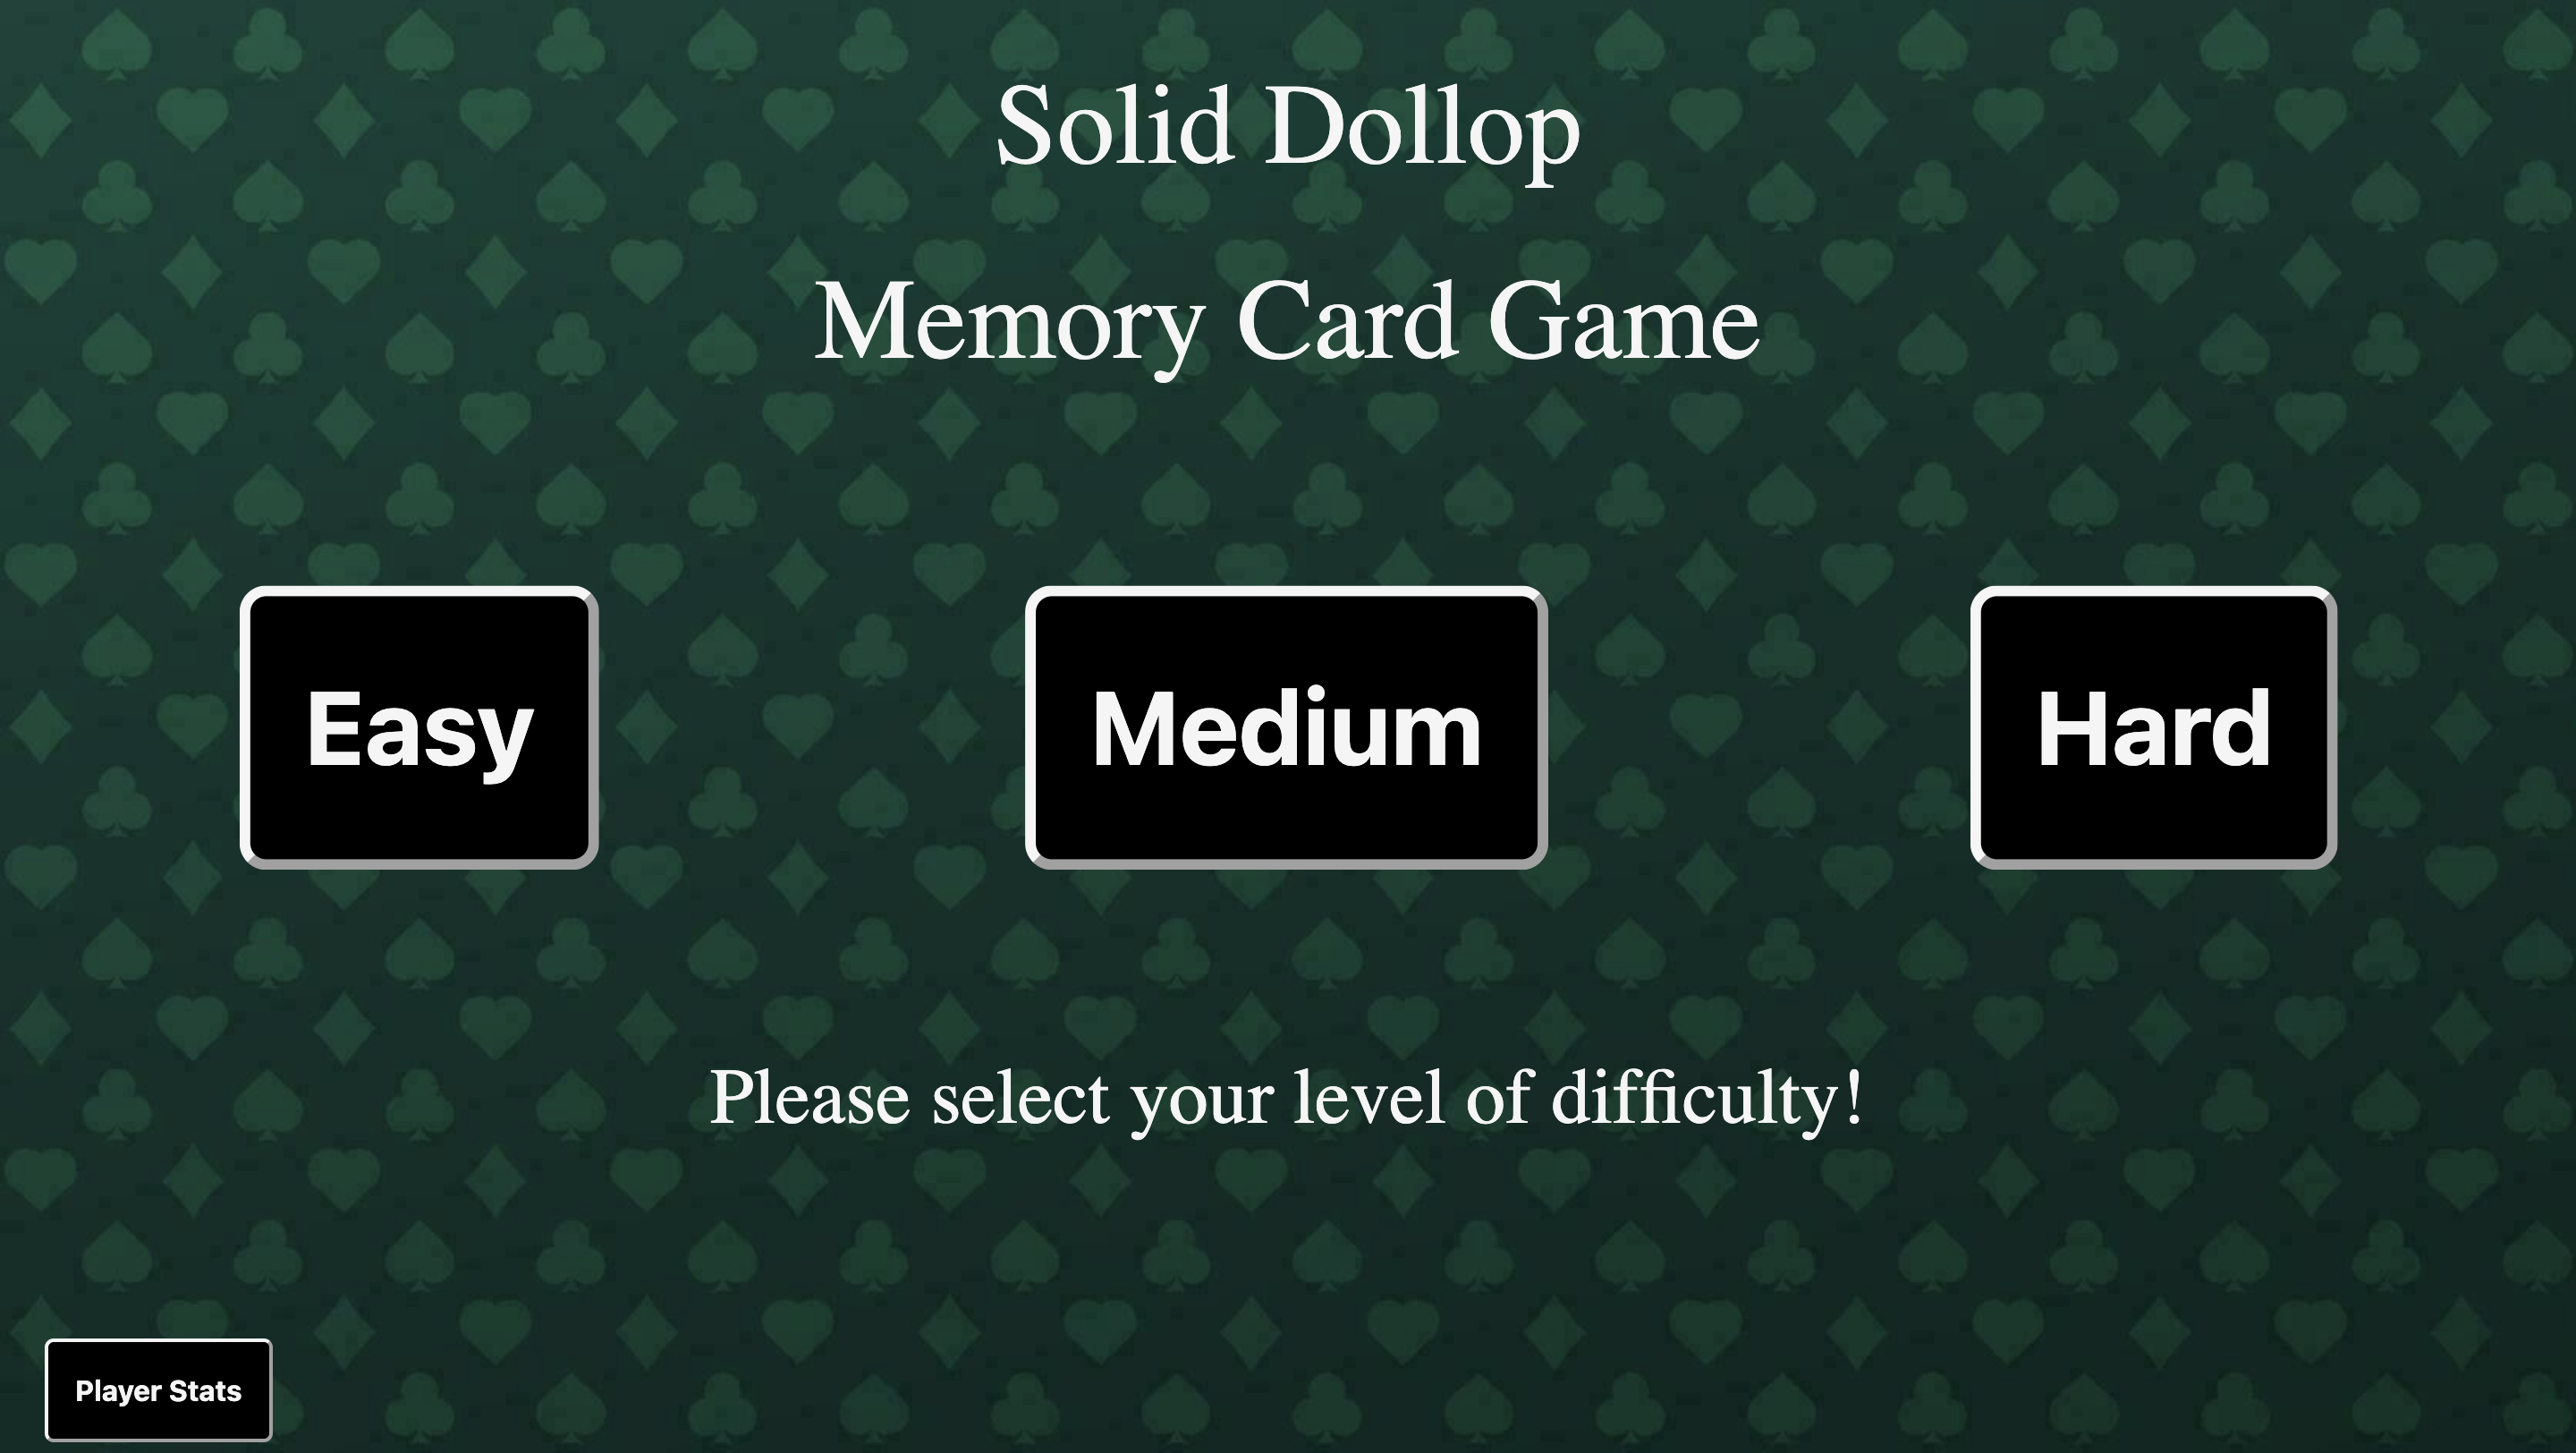 Solid Dollop
Memory Card Game
Easy
Medium
Hard
Please select your level of difficulty!
Player Stats